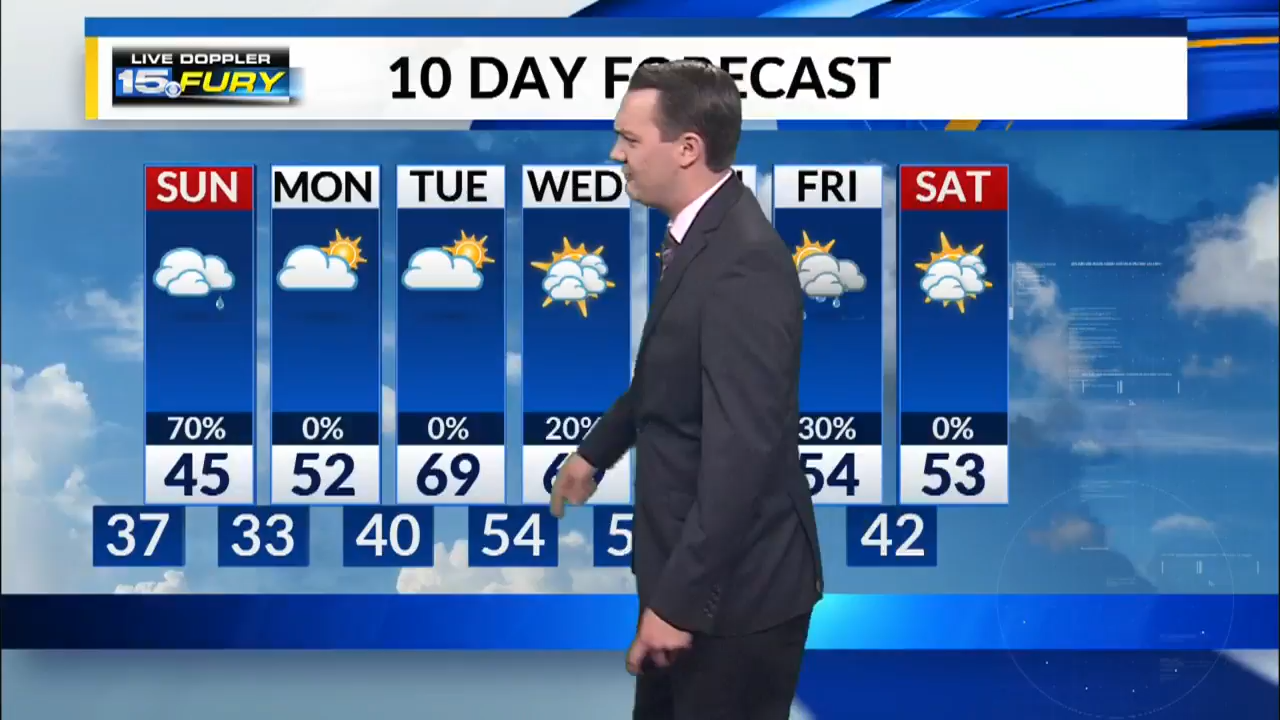 LIVE DOPPLER
15 FURY
10 DAY FORECAST
SUN MON TUE WED FRI SAT
70% 0% 0% 20% 30% 0%
45 52 69 54 53
37 33 40 54 42